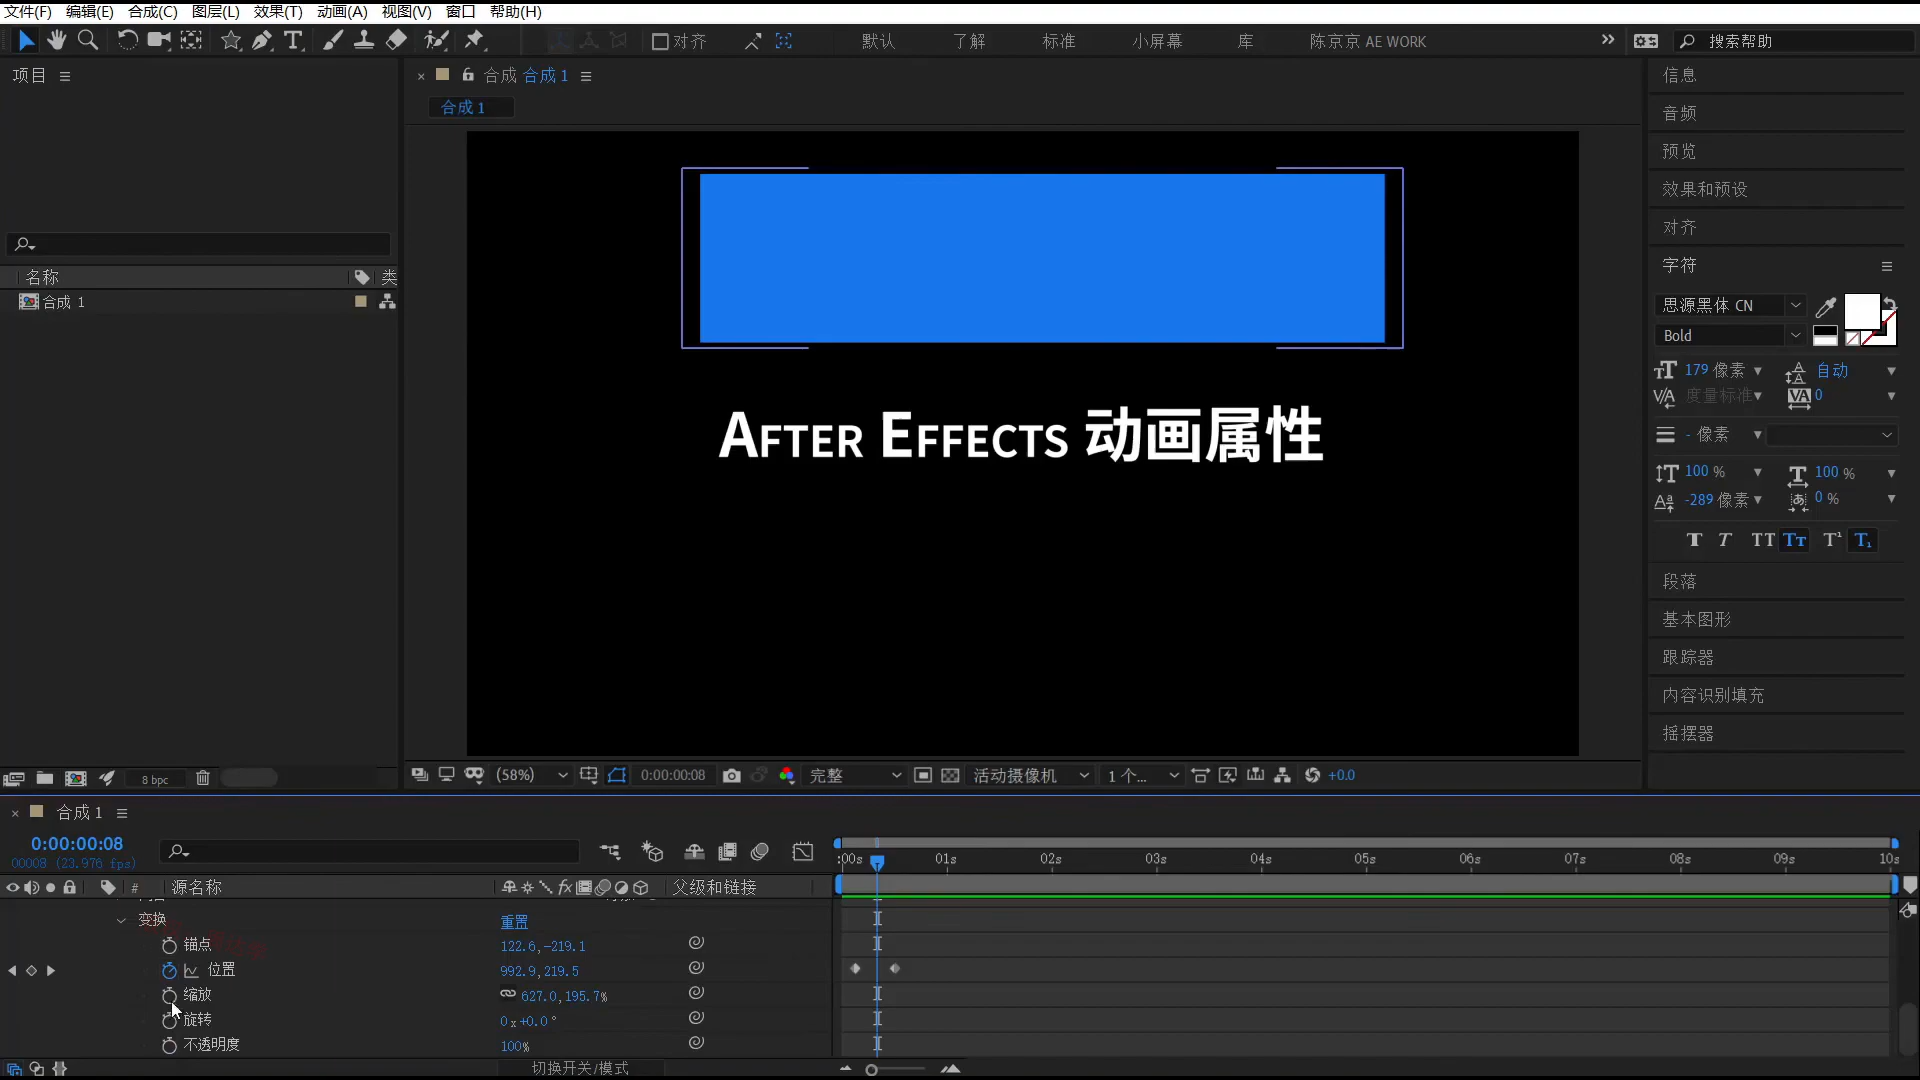 文件(F) 编辑(E) 合成(C) 图层(L) 效果(T) 动画(A) 视图(V) 窗口 帮助(H)
对齐 默认 了解 标准 小屏幕 库 陈京京 AE WORK 搜索帮助
项目
合成 合成 1
合成 1
名称 类
合成 1
After Effects 动画属性
信息
音频
预览
效果和预设
对齐
字符
思源黑体 CN
Bold
179 像素 自动
度量标准 0
- 像素
100 % 100 %
-289 像素 0 %
段落
基本图形
跟踪器
内容识别填充
摇摆器
8 bpc
(58%) 0:00:00:08 完整 活动摄像机 1 个... +0.0
合成 1
0:00:00:08
00008 (23.976 fps)
:00s 01s 02s 03s 04s 05s 06s 07s 08s 09s 10s
# 源名称 父级和链接
变换 重置
锚点 122.6,-219.1
位置 992.9,219.5
缩放 627.0,195.7%
旋转 0x+0.0°
不透明度 100%
切换开关/模式